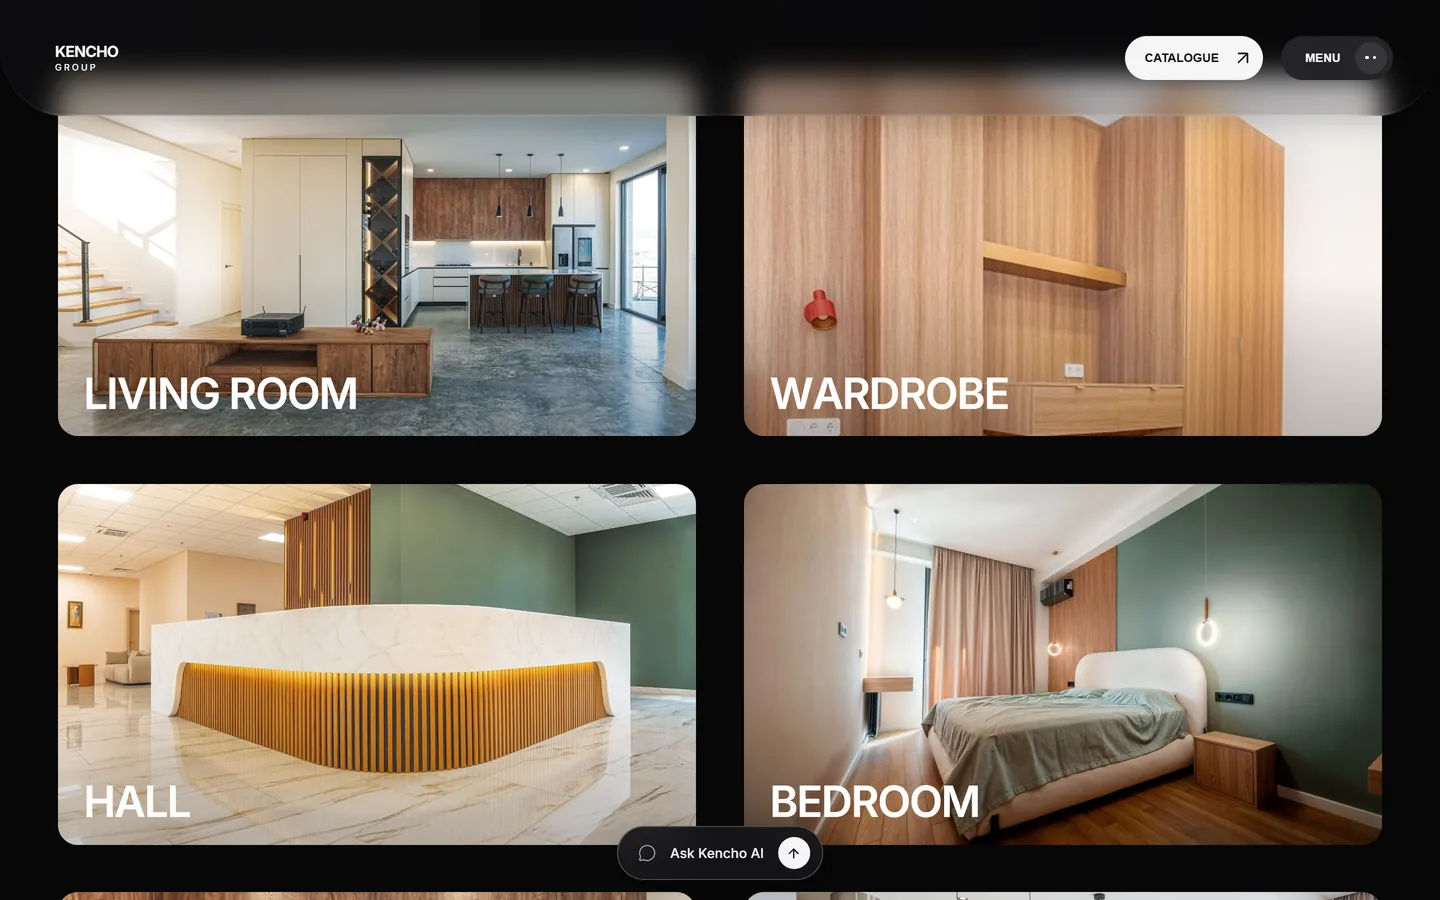 KENCHO
GROUP
CATALOGUE
MENU
LIVING ROOM
WARDROBE
HALL
BEDROOM
Ask Kencho AI